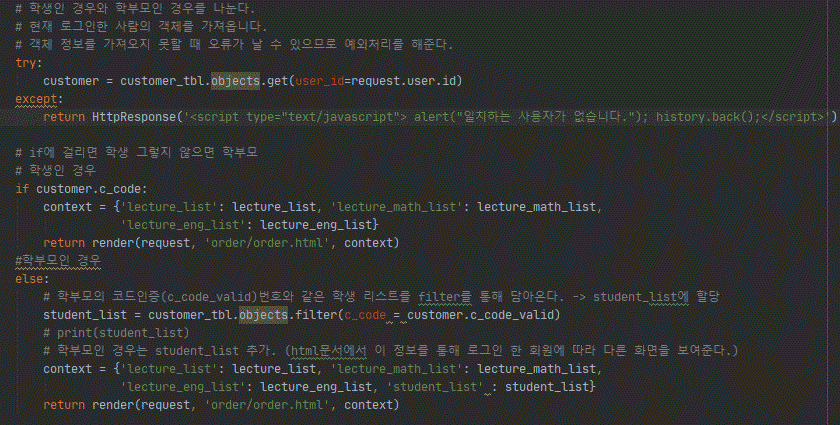 # 학생인 경우와 학부모인 경우를 나눈다.
# 현재 로그인한 사람의 객체를 가져옵니다.
# 객체 정보를 가져오지 못할 때 오류가 날 수 있으므로 예외처리를 해준다.
try:
    customer = customer_tbl.objects.get(user_id=request.user.id)
except:
    return HttpResponse('<script type="text/javascript"> alert("일치하는 사용자가 없습니다."); history.back();</script>')

# if에 걸리면 학생 그렇지 않으면 학부모
# 학생인 경우
if customer.c_code:
    context = {'lecture_list': lecture_list, 'lecture_math_list': lecture_math_list,
               'lecture_eng_list': lecture_eng_list}
    return render(request, 'order/order.html', context)
#학부모인 경우
else:
    # 학부모의 코드인증(c_code_valid)번호와 같은 학생 리스트를 filter를 통해 담아온다. -> student_list에 할당
    student_list = customer_tbl.objects.filter(c_code = customer.c_code_valid)
    # print(student_list)
    # 학부모인 경우는 student_list 추가. (html문서에서 이 정보를 통해 로그인 한 회원에 따라 다른 화면을 보여준다.)
    context = {'lecture_list': lecture_list, 'lecture_math_list': lecture_math_list,
               'lecture_eng_list': lecture_eng_list, 'student_list' : student_list}
    return render(request, 'order/order.html', context)